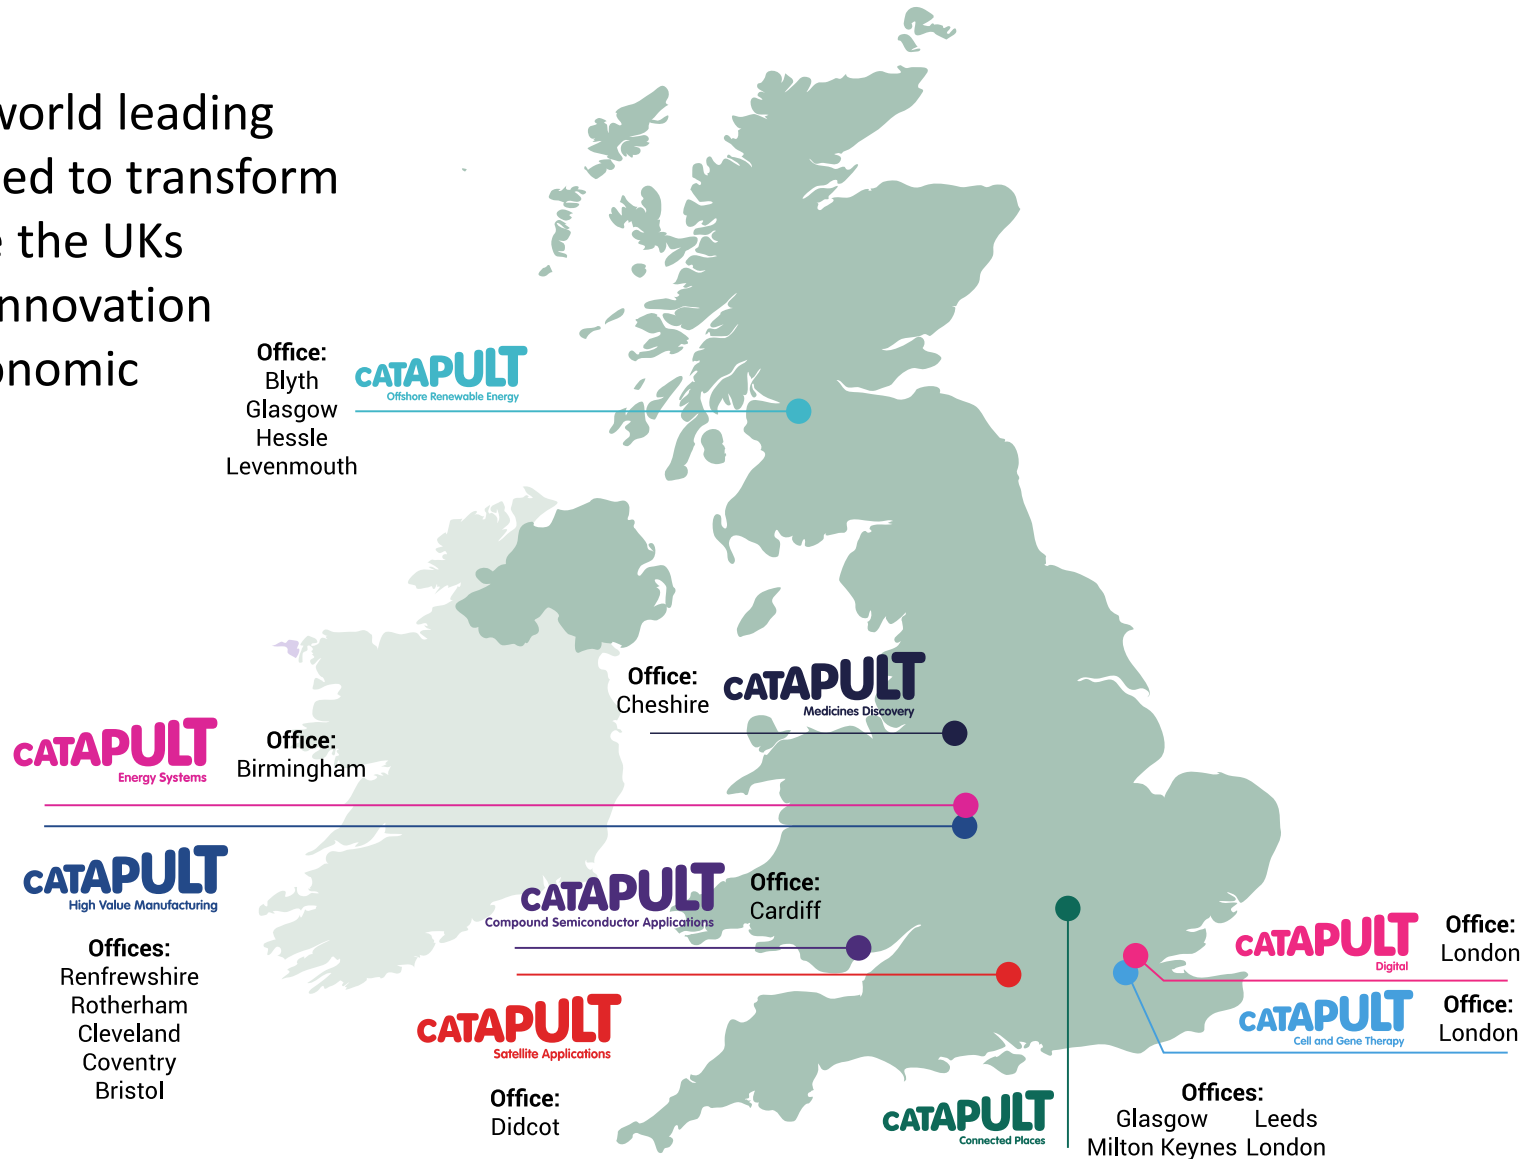 world leading
ed to transform
e the UKs
nnovation
onomic
Office:
Blyth
Glasgow
Hessle
Levenmouth
CATAPULT
Offshore Renewable Energy
Office:
Cheshire
CATAPULT
Medicines Discovery
CATAPULT
Energy Systems
Office:
Birmingham
CATAPULT
High Value Manufacturing
Offices:
Renfrewshire
Rotherham
Cleveland
Coventry
Bristol
CATAPULT
Compound Semiconductor Applications
Office:
Cardiff
CATAPULT
Satellite Applications
Office:
Didcot
CATAPULT
Digital
Office:
London
CATAPULT
Cell and Gene Therapy
Office:
London
CATAPULT
Connected Places
Offices:
Glasgow Leeds
Milton Keynes London